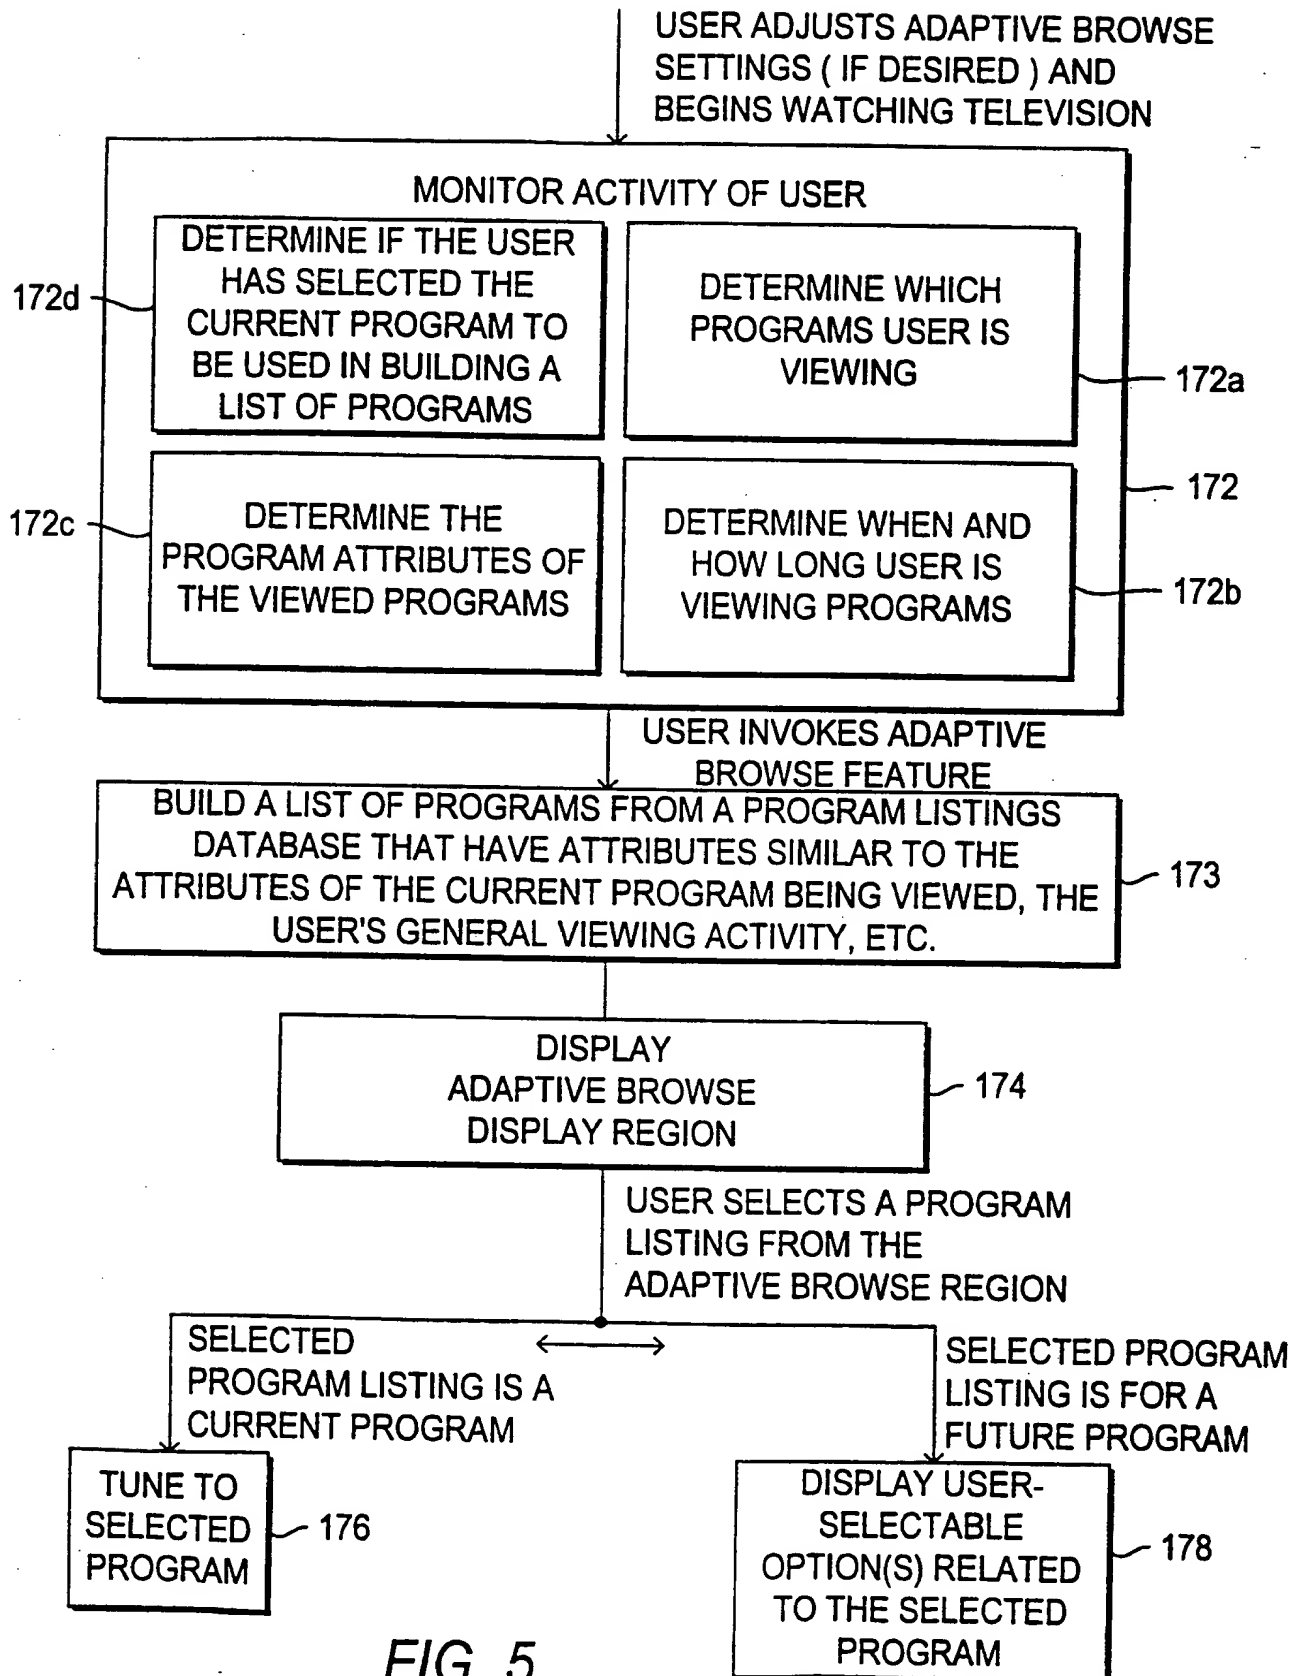 USER ADJUSTS ADAPTIVE BROWSE
SETTINGS ( IF DESIRED ) AND
BEGINS WATCHING TELEVISION
MONITOR ACTIVITY OF USER
172d
DETERMINE IF THE USER
HAS SELECTED THE
CURRENT PROGRAM TO
BE USED IN BUILDING A
LIST OF PROGRAMS
DETERMINE WHICH
PROGRAMS USER IS
VIEWING
172a
172
172c
DETERMINE THE
PROGRAM ATTRIBUTES OF
THE VIEWED PROGRAMS
DETERMINE WHEN AND
HOW LONG USER IS
VIEWING PROGRAMS
172b
USER INVOKES ADAPTIVE
BROWSE FEATURE
BUILD A LIST OF PROGRAMS FROM A PROGRAM LISTINGS
DATABASE THAT HAVE ATTRIBUTES SIMILAR TO THE
ATTRIBUTES OF THE CURRENT PROGRAM BEING VIEWED, THE
USER'S GENERAL VIEWING ACTIVITY, ETC.
173
DISPLAY
ADAPTIVE BROWSE
DISPLAY REGION
174
USER SELECTS A PROGRAM
LISTING FROM THE
ADAPTIVE BROWSE REGION
SELECTED
PROGRAM LISTING IS A
CURRENT PROGRAM
SELECTED PROGRAM
LISTING IS FOR A
FUTURE PROGRAM
TUNE TO
SELECTED
PROGRAM
176
DISPLAY USER-
SELECTABLE
OPTION(S) RELATED
TO THE SELECTED
PROGRAM
178
FIG. 5